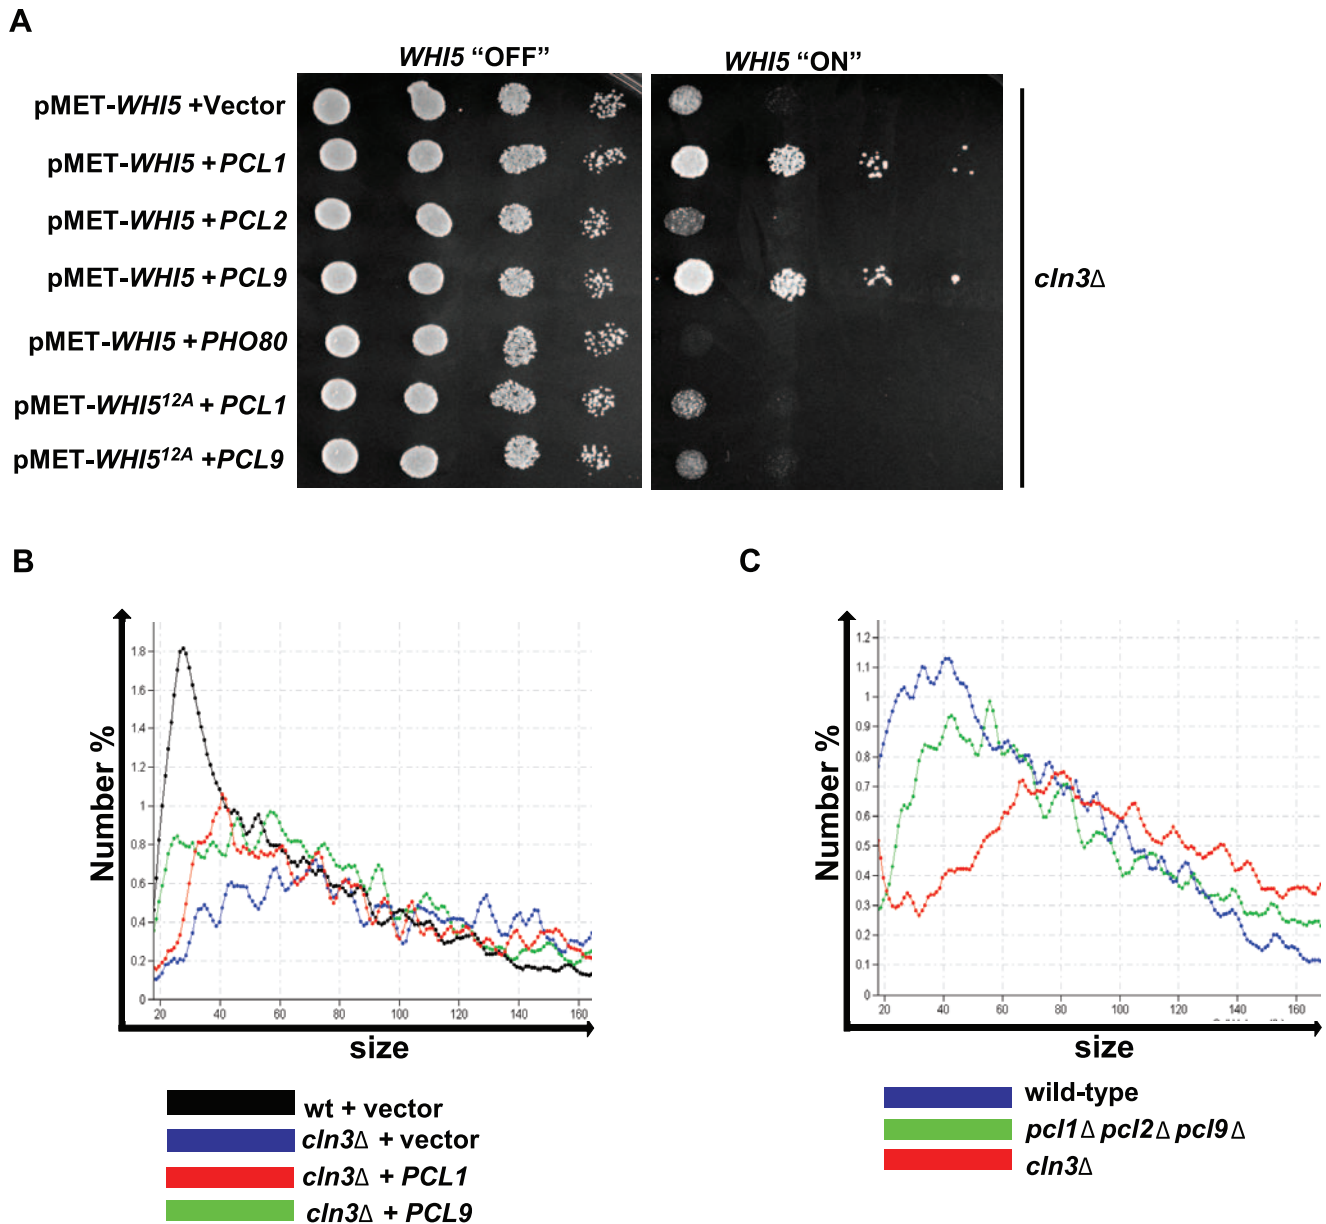 A
WHI5 “OFF”
WHI5 “ON”
pMET-WHI5 +Vector
pMET-WHI5 + PCL1
pMET-WHI5 + PCL2
pMET-WHI5 + PCL9
pMET-WHI5 + PHO80
pMET-WHI5¹²ᴬ + PCL1
pMET-WHI5¹²ᴬ +PCL9
cln3Δ
B
Number %
1.8
1.6
1.4
1.2
1
0.8
0.6
0.4
0.2
0
20 40 60 80 100 120 140 160
size
wt + vector
cln3Δ + vector
cln3Δ + PCL1
cln3Δ + PCL9
C
Number %
1.2
1.1
1
0.9
0.8
0.7
0.6
0.5
0.4
0.3
0.2
0.1
0
20 40 60 80 100 120 140 160
size
wild-type
pcl1Δ pcl2Δ pcl9Δ
cln3Δ